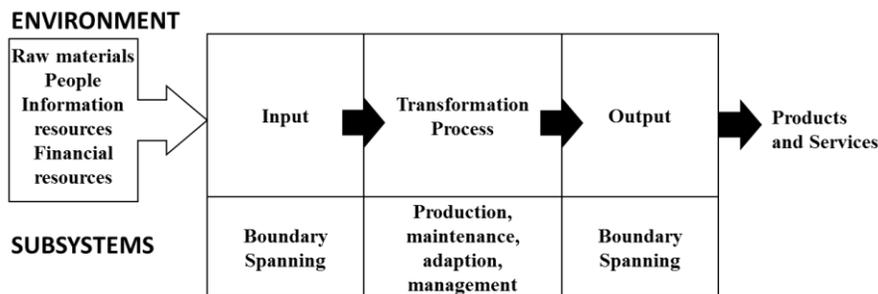 ENVIRONMENT
Raw materials
People
Information
resources
Financial
resources
Input
Transformation
Process
Output
Products
and Services
SUBSYSTEMS
Boundary
Spanning
Production,
maintenance,
adaption,
management
Boundary
Spanning